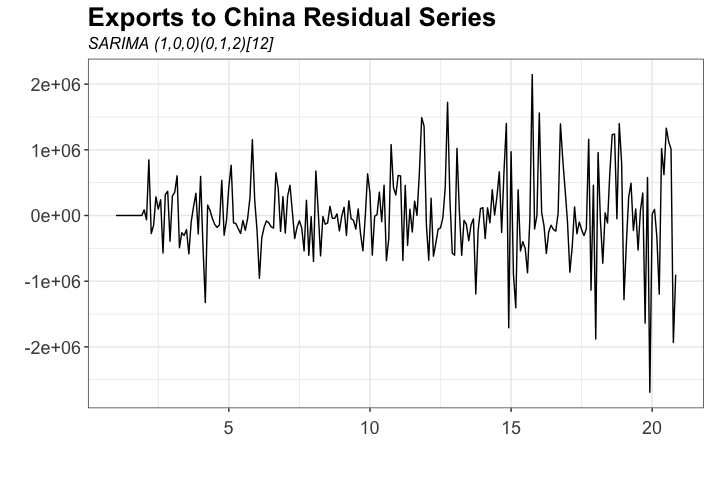 Exports to China Residual Series
SARIMA (1,0,0)(0,1,2)[12]
2e+06
1e+06
0e+00
-1e+06
-2e+06
5 10 15 20